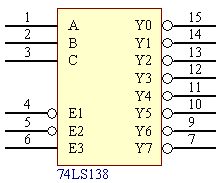 1 A Y0 15
2 B Y1 14
3 C Y2 13
Y3 12
Y4 11
4 E1 Y5 10
5 E2 Y6 9
6 E3 Y7 7
74LS138